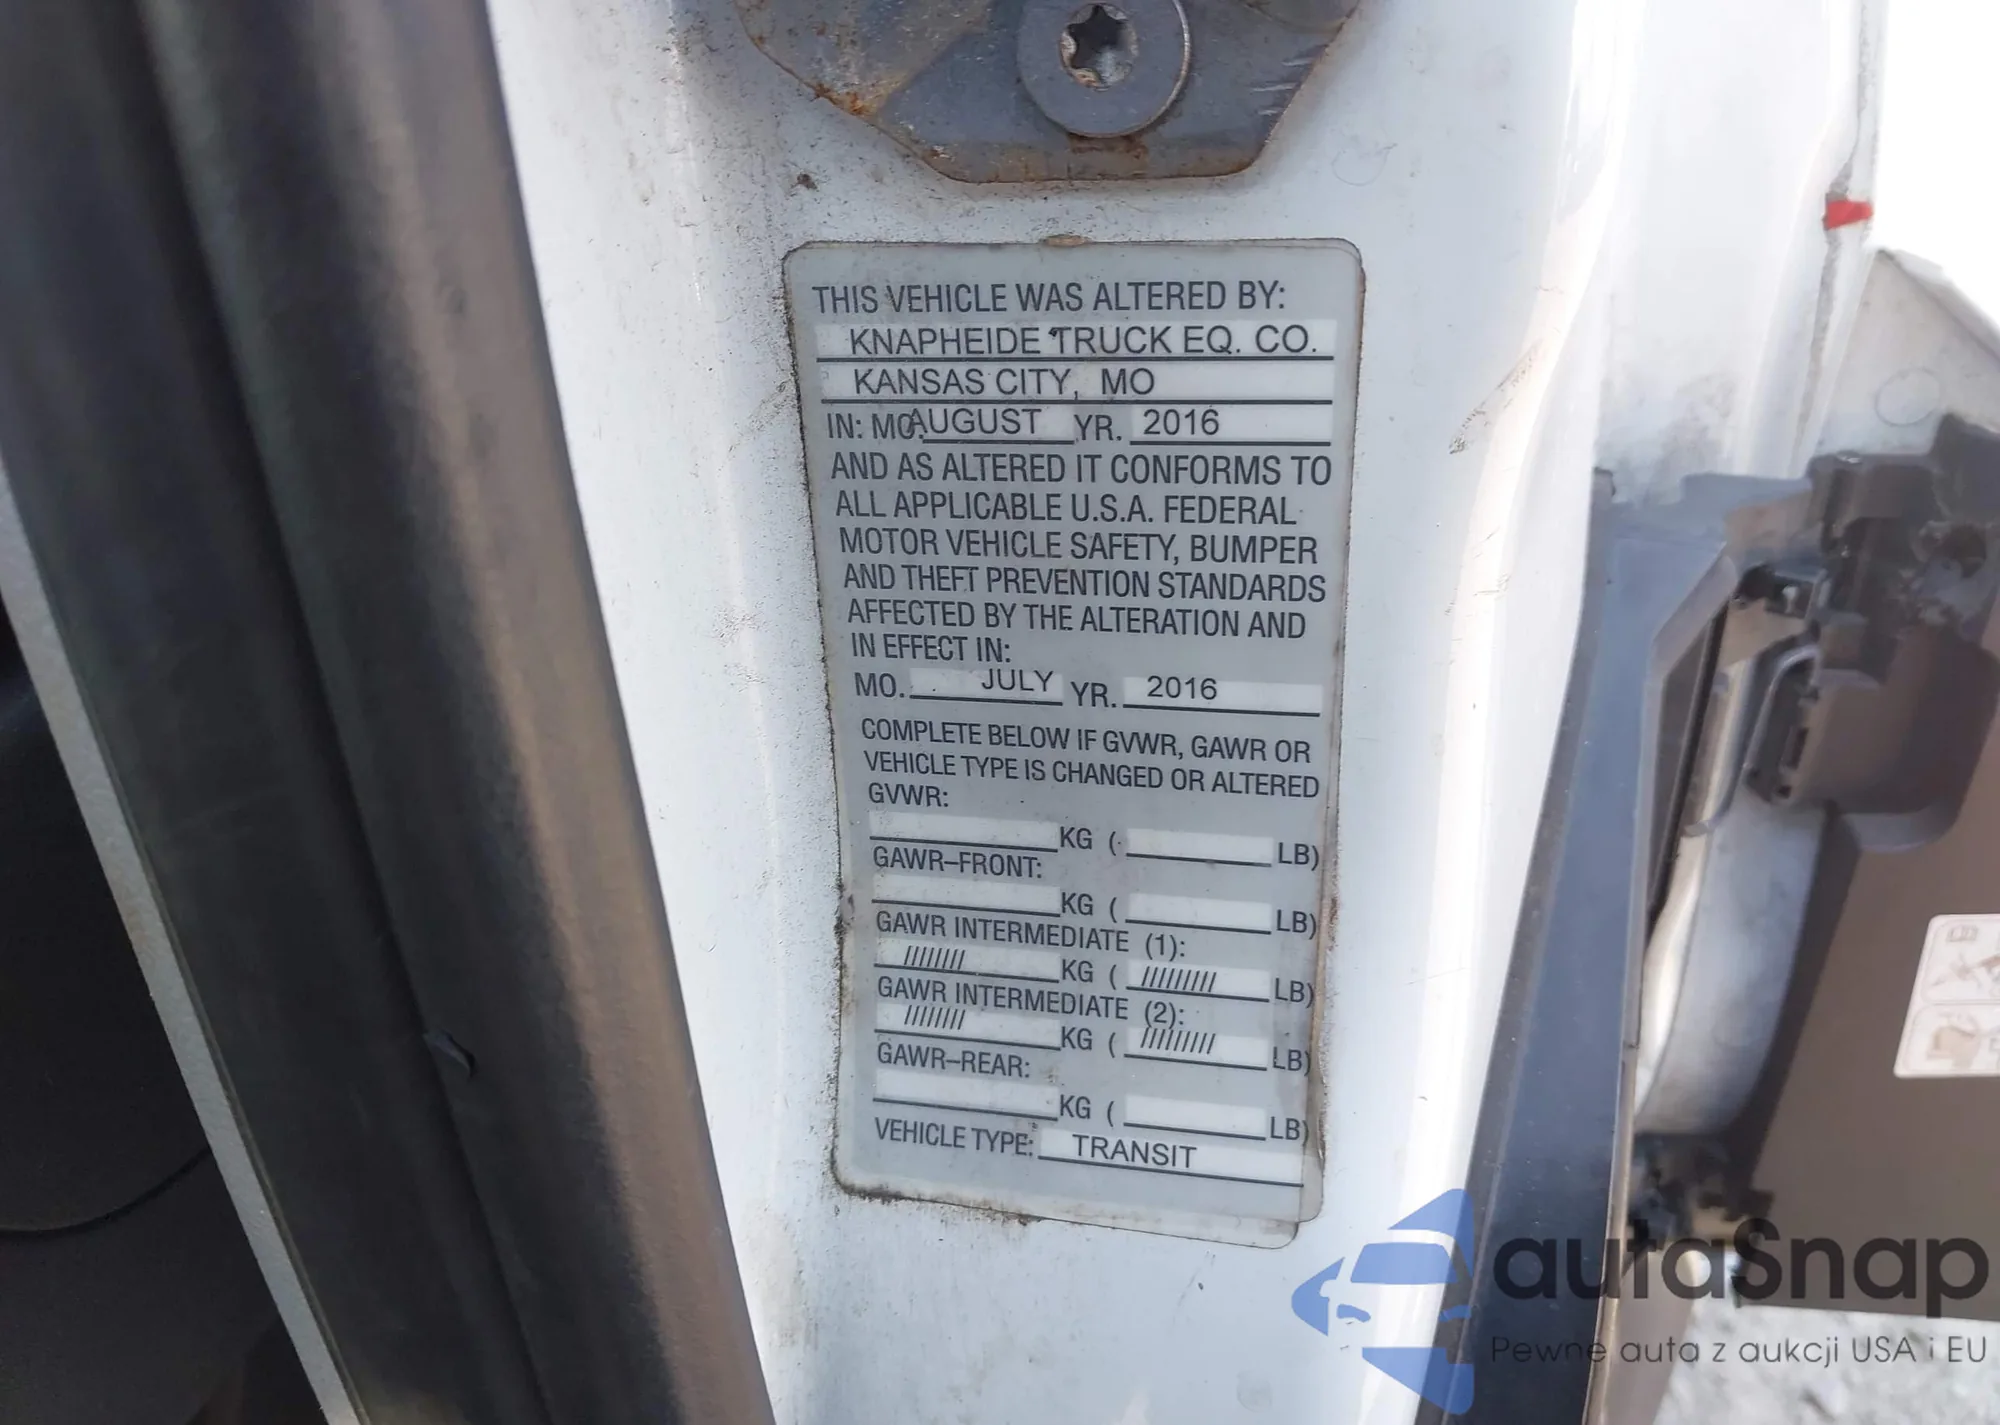 THIS VEHICLE WAS ALTERED BY:
KNAPHEIDE TRUCK EQ. CO.
KANSAS CITY, MO
IN: MO. AUGUST YR. 2016
AND AS ALTERED IT CONFORMS TO
ALL APPLICABLE U.S.A. FEDERAL
MOTOR VEHICLE SAFETY, BUMPER
AND THEFT PREVENTION STANDARDS
AFFECTED BY THE ALTERATION AND
IN EFFECT IN:
MO. JULY YR. 2016
COMPLETE BELOW IF GVWR, GAWR OR
VEHICLE TYPE IS CHANGED OR ALTERED
GVWR:
KG ( LB)
GAWR–FRONT:
KG ( LB)
GAWR INTERMEDIATE (1):
//////// KG ( ///////// LB)
GAWR INTERMEDIATE (2):
//////// KG ( ///////// LB)
GAWR–REAR:
KG ( LB)
VEHICLE TYPE: TRANSIT
autaSnap
Pewne auta z aukcji USA i EU